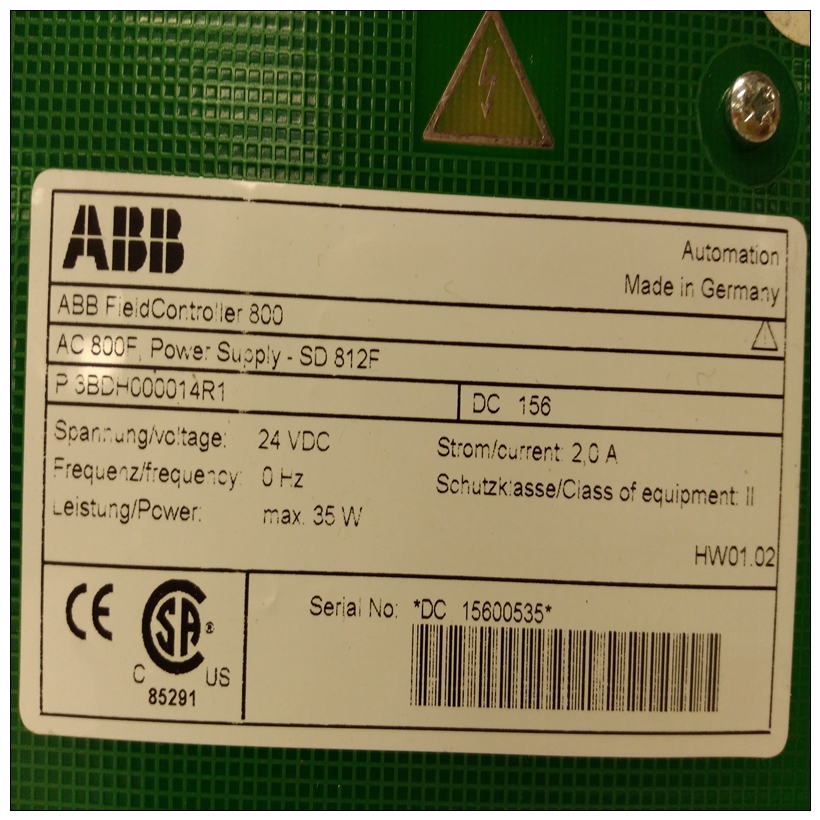 ABB
Automation
Made in Germany
ABB FieldController 800
AC 800F, Power Supply - SD 812F
P 3BDH000014R1
DC 156
Spannung/voltage: 24 VDC
Strom/current: 2,0 A
Frequenz/frequency: 0 Hz
Schutzklasse/Class of equipment: II
Leistung/Power: max. 35 W
HW01.02
CE
SA ®
C US
85291
Serial No: *DC 15600535*